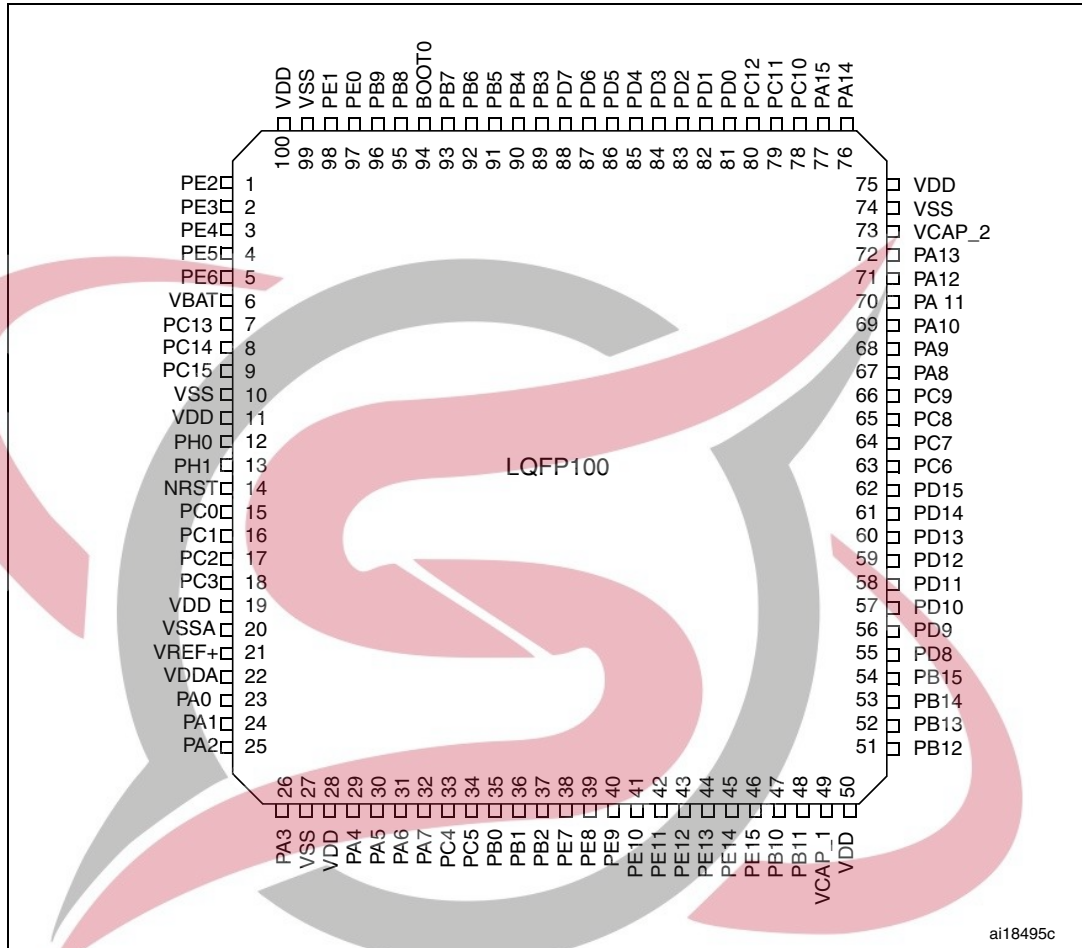 100 VDD
99 VSS
98 PE1
97 PE0
96 PB9
95 PB8
94 BOOT0
93 PB7
92 PB6
91 PB5
90 PB4
89 PB3
88 PD7
87 PD6
86 PD5
85 PD4
84 PD3
83 PD2
82 PD1
81 PD0
80 PC12
79 PC11
78 PC10
77 PA15
76 PA14
PE2 1
PE3 2
PE4 3
PE5 4
PE6 5
VBAT 6
PC13 7
PC14 8
PC15 9
VSS 10
VDD 11
PH0 12
PH1 13
NRST 14
PC0 15
PC1 16
PC2 17
PC3 18
VDD 19
VSSA 20
VREF+ 21
VDDA 22
PA0 23
PA1 24
PA2 25
LQFP100
75 VDD
74 VSS
73 VCAP_2
72 PA13
71 PA12
70 PA 11
69 PA10
68 PA9
67 PA8
66 PC9
65 PC8
64 PC7
63 PC6
62 PD15
61 PD14
60 PD13
59 PD12
58 PD11
57 PD10
56 PD9
55 PD8
54 PB15
53 PB14
52 PB13
51 PB12
26 PA3
27 VSS
28 VDD
29 PA4
30 PA5
31 PA6
32 PA7
33 PC4
34 PC5
35 PB0
36 PB1
37 PB2
38 PE7
39 PE8
40 PE9
41 PE10
42 PE11
43 PE12
44 PE13
45 PE14
46 PE15
47 PB10
48 PB11
49 VCAP_1
50 VDD
ai18495c